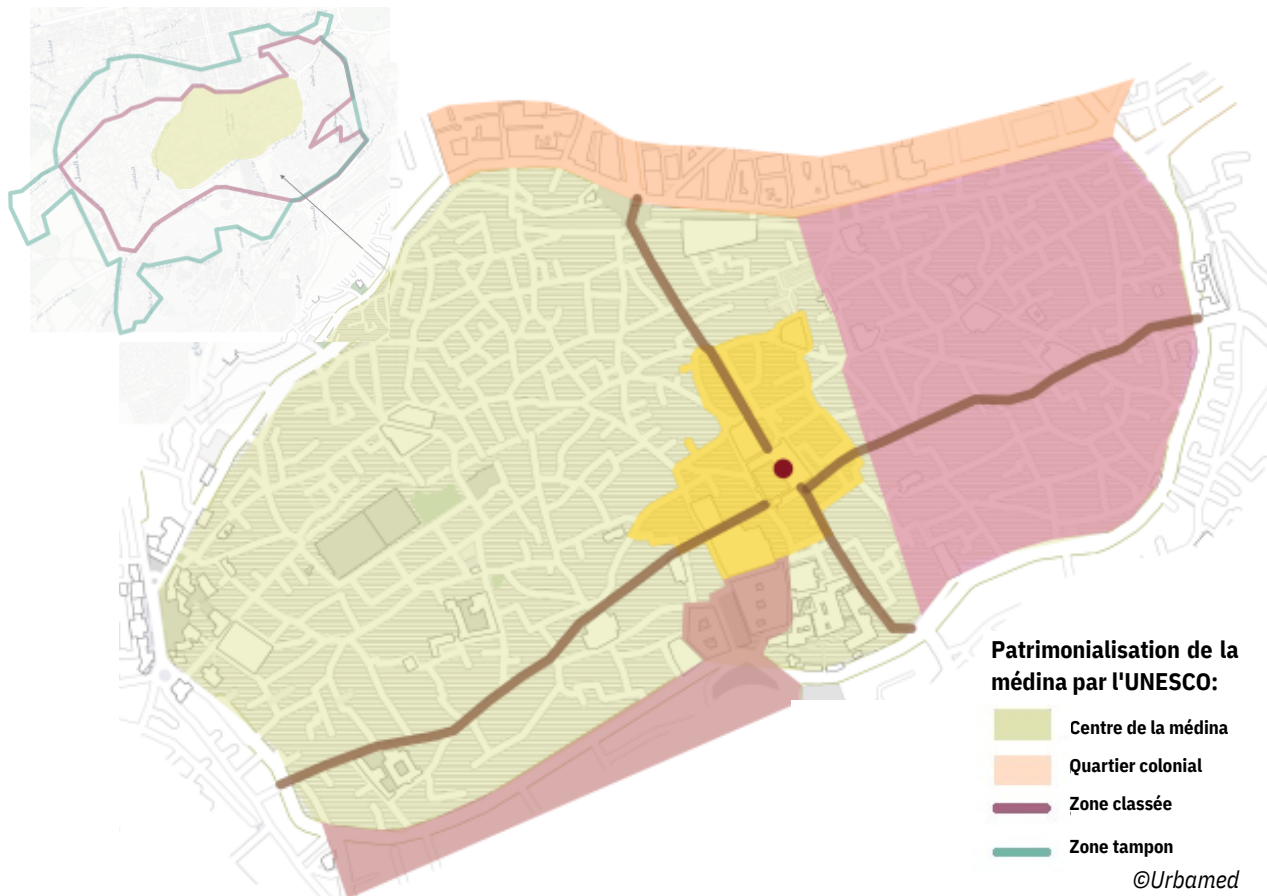 Patrimonialisation de la
médina par l'UNESCO:
Centre de la médina
Quartier colonial
Zone classée
Zone tampon
©Urbamed